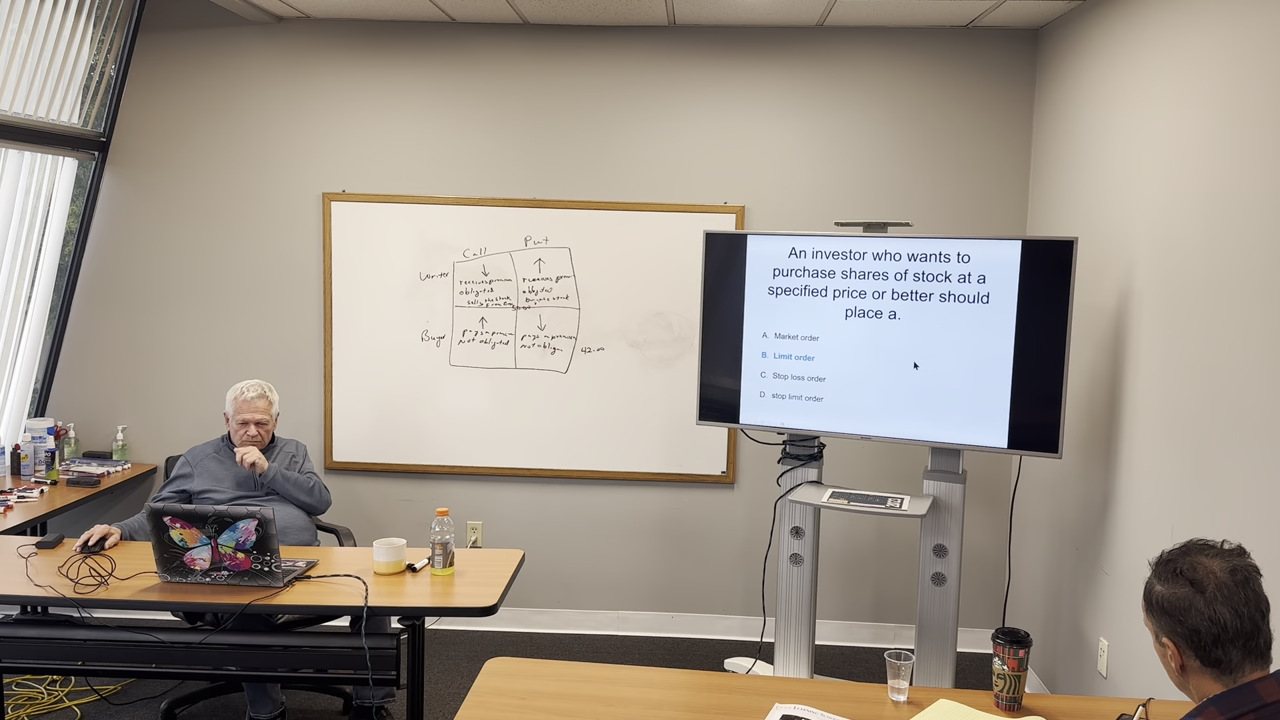 Call Put
Writer
receives premium
obligated
receives prem
obligated
Buyer
pays a premium
not obligated
pays a premium
not oblig
42.00
An investor who wants to
purchase shares of stock at a
specified price or better should
place a.
A. Market order
B. Limit order
C. Stop loss order
D. stop limit order